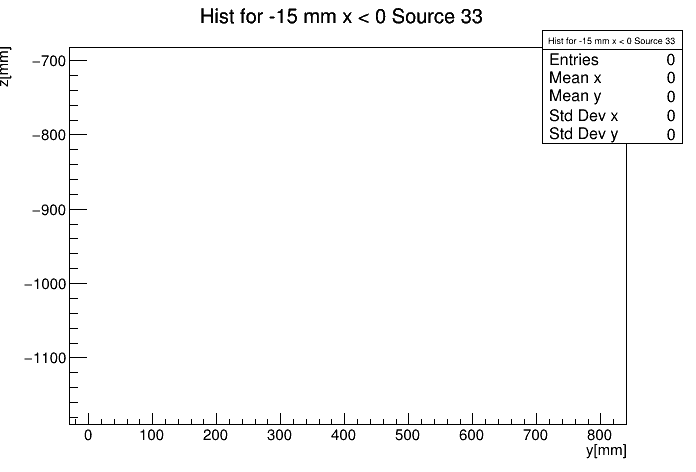 Hist for -15 mm x < 0 Source 33
Hist for -15 mm x < 0 Source 33
Entries 0
Mean x 0
Mean y 0
Std Dev x 0
Std Dev y 0
z[mm]
−700
−800
−900
−1000
−1100
0 100 200 300 400 500 600 700 800
y[mm]